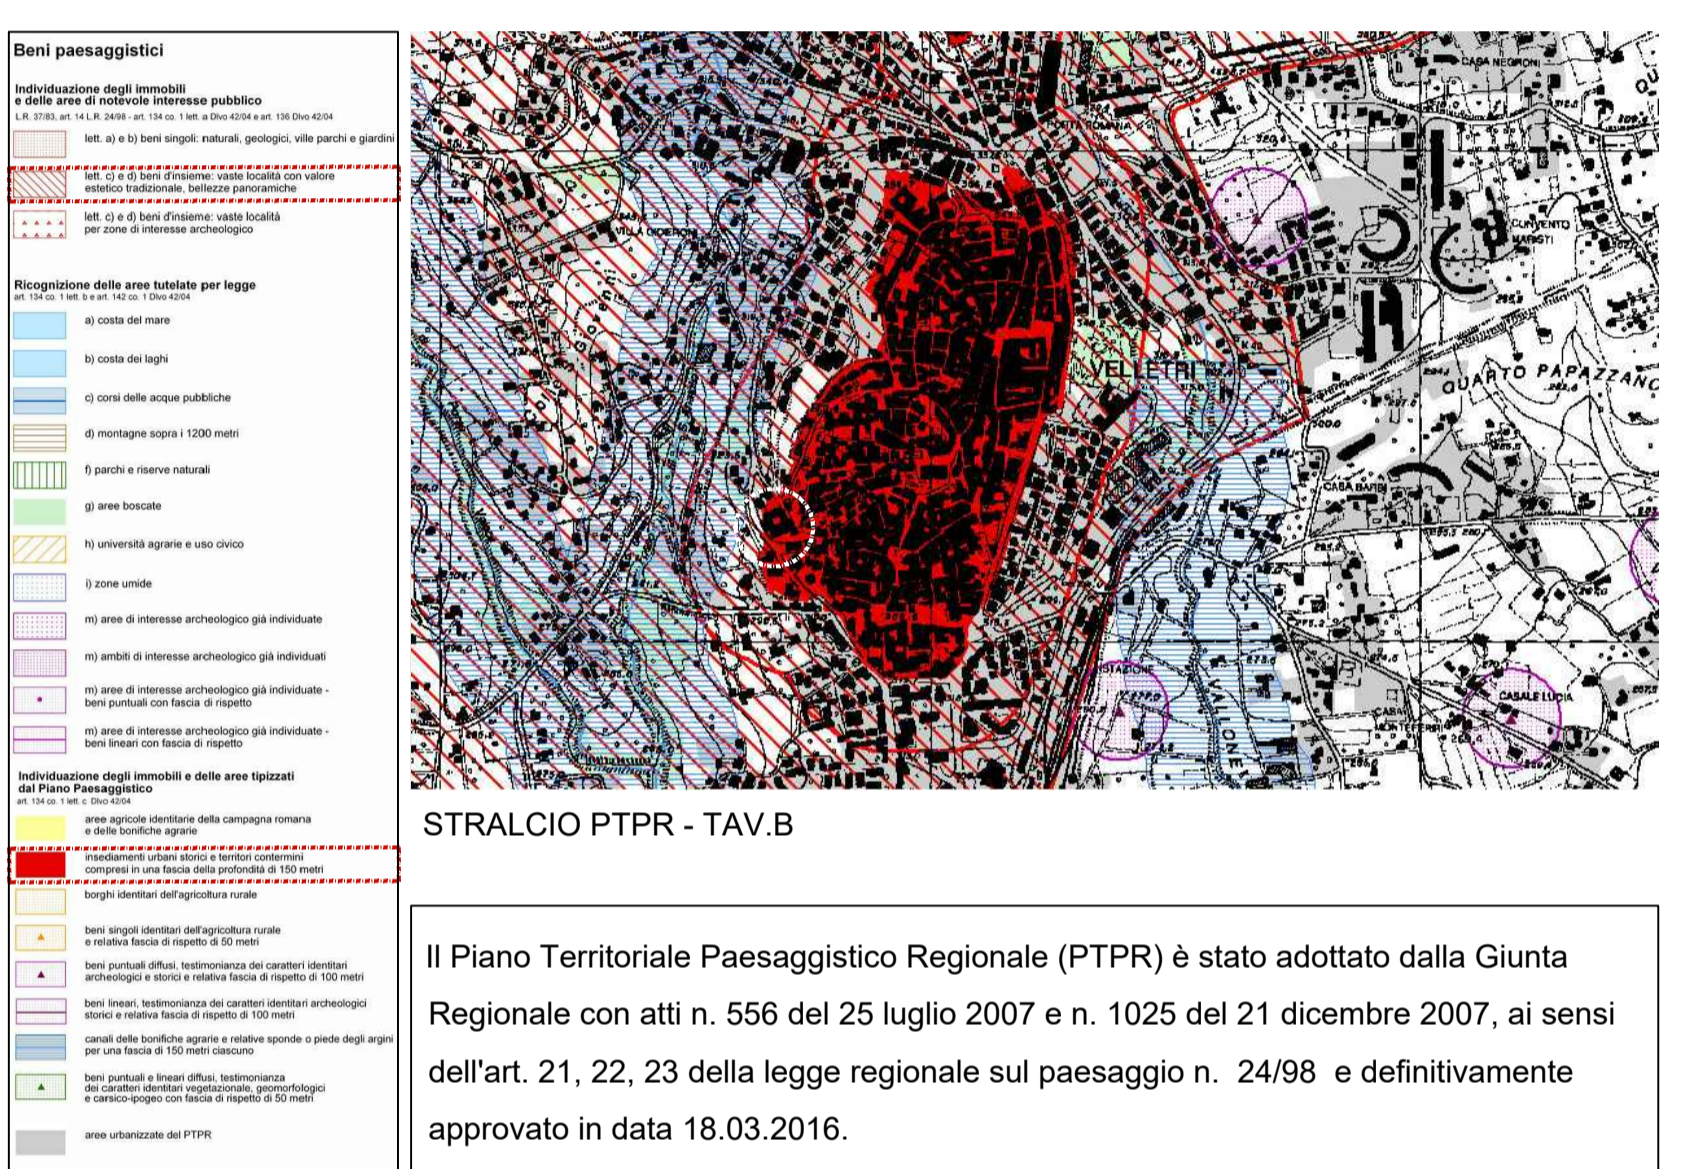 Beni paesaggistici
Individuazione degli immobili
e delle aree di notevole interesse pubblico
L.R. 37/83, art. 14 L.R. 24/98 - art. 134 co. 1 lett. a Dlvo 42/04 e art. 136 Dlvo 42/04
lett. a) e b) beni singoli: naturali, geologici, ville parchi e giardini
lett. c) e d) beni d'insieme: vaste località con valore
estetico tradizionale, bellezze panoramiche
lett. c) e d) beni d'insieme: vaste località
per zone di interesse archeologico
Ricognizione delle aree tutelate per legge
art. 134 co. 1 lett. b e art. 142 co. 1 Dlvo 42/04
a) costa del mare
b) costa dei laghi
c) corsi delle acque pubbliche
d) montagne sopra i 1200 metri
f) parchi e riserve naturali
g) aree boscate
h) università agrarie e uso civico
i) zone umide
m) aree di interesse archeologico già individuate
m) ambiti di interesse archeologico già individuati
m) aree di interesse archeologico già individuate -
beni puntuali con fascia di rispetto
m) aree di interesse archeologico già individuate -
beni lineari con fascia di rispetto
Individuazione degli immobili e delle aree tipizzati
dal Piano Paesaggistico
art. 134 co. 1 lett. c Dlvo 42/04
aree agricole identitarie della campagna romana
e delle bonifiche agrarie
insediamenti urbani storici e territori contermini
compresi in una fascia della profondità di 150 metri
borghi identitari dell'agricoltura rurale
beni singoli identitari dell'agricoltura rurale
e relativa fascia di rispetto di 50 metri
beni puntuali diffusi, testimonianza dei caratteri identitari
archeologici e storici e relativa fascia di rispetto di 100 metri
beni lineari, testimonianza dei caratteri identitari archeologici
storici e relativa fascia di rispetto di 100 metri
canali delle bonifiche agrarie e relative sponde o piede degli argini
per una fascia di 150 metri ciascuno
beni puntuali e lineari diffusi, testimonianza
dei caratteri identitari vegetazionale, geomorfologici
e carsico-ipogeo con fascia di rispetto di 50 metri
aree urbanizzate del PTPR
CASA NEGRONI
CONVENTO
MARISTI
VELLETRI
QUARTO PAPAZZANO
CASA BARDI
STAZIONE
VALLONE
CASALE LUCIA
CASA
STRALCIO PTPR - TAV.B
Il Piano Territoriale Paesaggistico Regionale (PTPR) è stato adottato dalla Giunta
Regionale con atti n. 556 del 25 luglio 2007 e n. 1025 del 21 dicembre 2007, ai sensi
dell'art. 21, 22, 23 della legge regionale sul paesaggio n. 24/98 e definitivamente
approvato in data 18.03.2016.